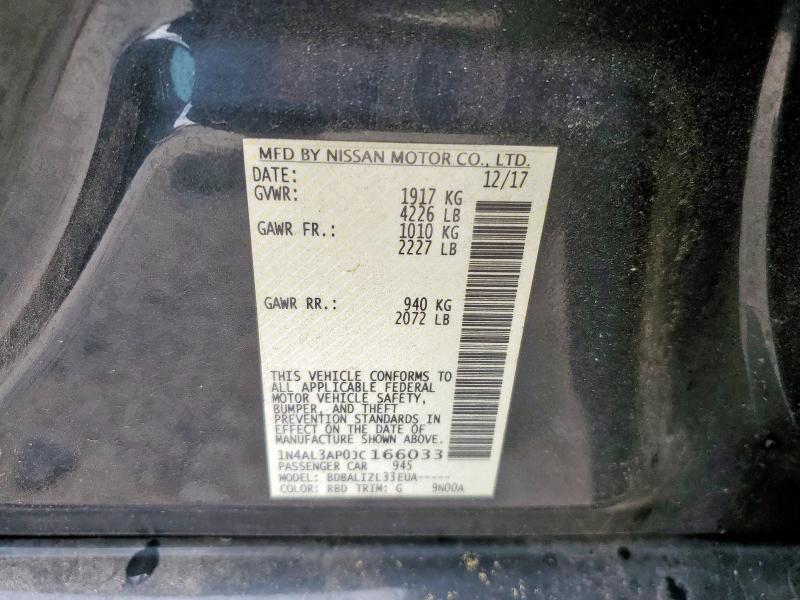 MFD BY NISSAN MOTOR CO., LTD.
DATE: 12/17
GVWR: 1917 KG
4226 LB
GAWR FR.: 1010 KG
2227 LB
GAWR RR.: 940 KG
2072 LB
THIS VEHICLE CONFORMS TO
ALL APPLICABLE FEDERAL
MOTOR VEHICLE SAFETY,
BUMPER, AND THEFT
PREVENTION STANDARDS IN
EFFECT ON THE DATE OF
MANUFACTURE SHOWN ABOVE.
1N4AL3AP0JC166033
PASSENGER CAR 945
MODEL: BDBALIZL33EUA-----
COLOR: RBD TRIM: G 9N00A